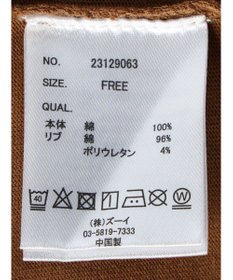 NO. 23129063
SIZE. FREE
QUAL.
本体 綿 100%
リブ 綿 96%
ポリウレタン 4%
40 W
(株)ズーイ
03-5819-7333
中国製